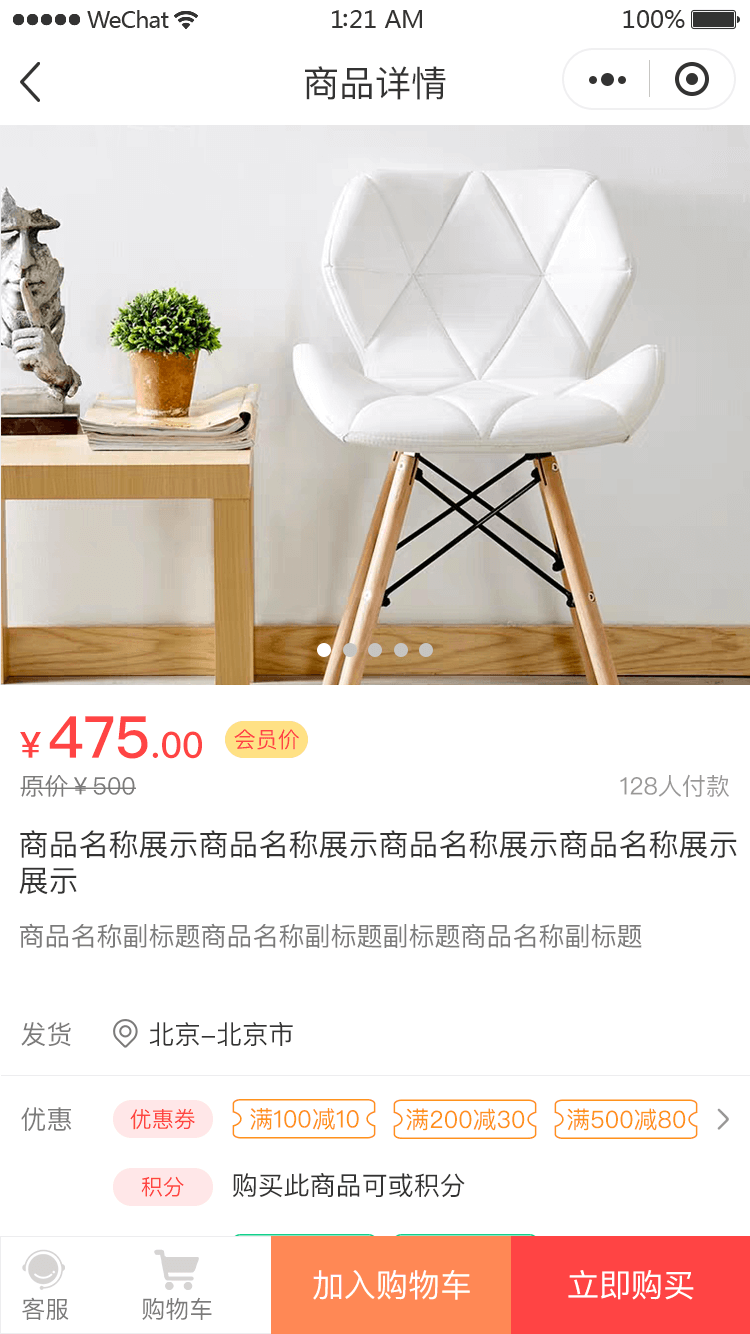 WeChat 1:21 AM 100%
商品详情
¥475.00 会员价
原价¥500 128人付款
商品名称展示商品名称展示商品名称展示商品名称展示
展示
商品名称副标题商品名称副标题副标题商品名称副标题
发货 北京–北京市
优惠 优惠券 满100减10 满200减30 满500减80
积分 购买此商品可或积分
客服 购物车 加入购物车 立即购买